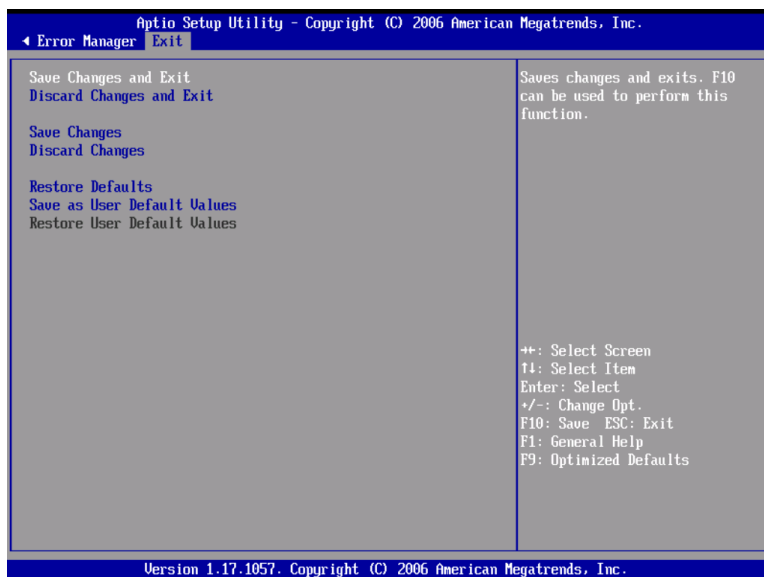 Aptio Setup Utility - Copyright (C) 2006 American Megatrends, Inc.
◄ Error Manager Exit
Save Changes and Exit
Discard Changes and Exit
Save Changes
Discard Changes
Restore Defaults
Save as User Default Values
Restore User Default Values
Saves changes and exits. F10
can be used to perform this
function.
→←: Select Screen
↑↓: Select Item
Enter: Select
+/-: Change Opt.
F10: Save ESC: Exit
F1: General Help
F9: Optimized Defaults
Version 1.17.1057. Copyright (C) 2006 American Megatrends, Inc.